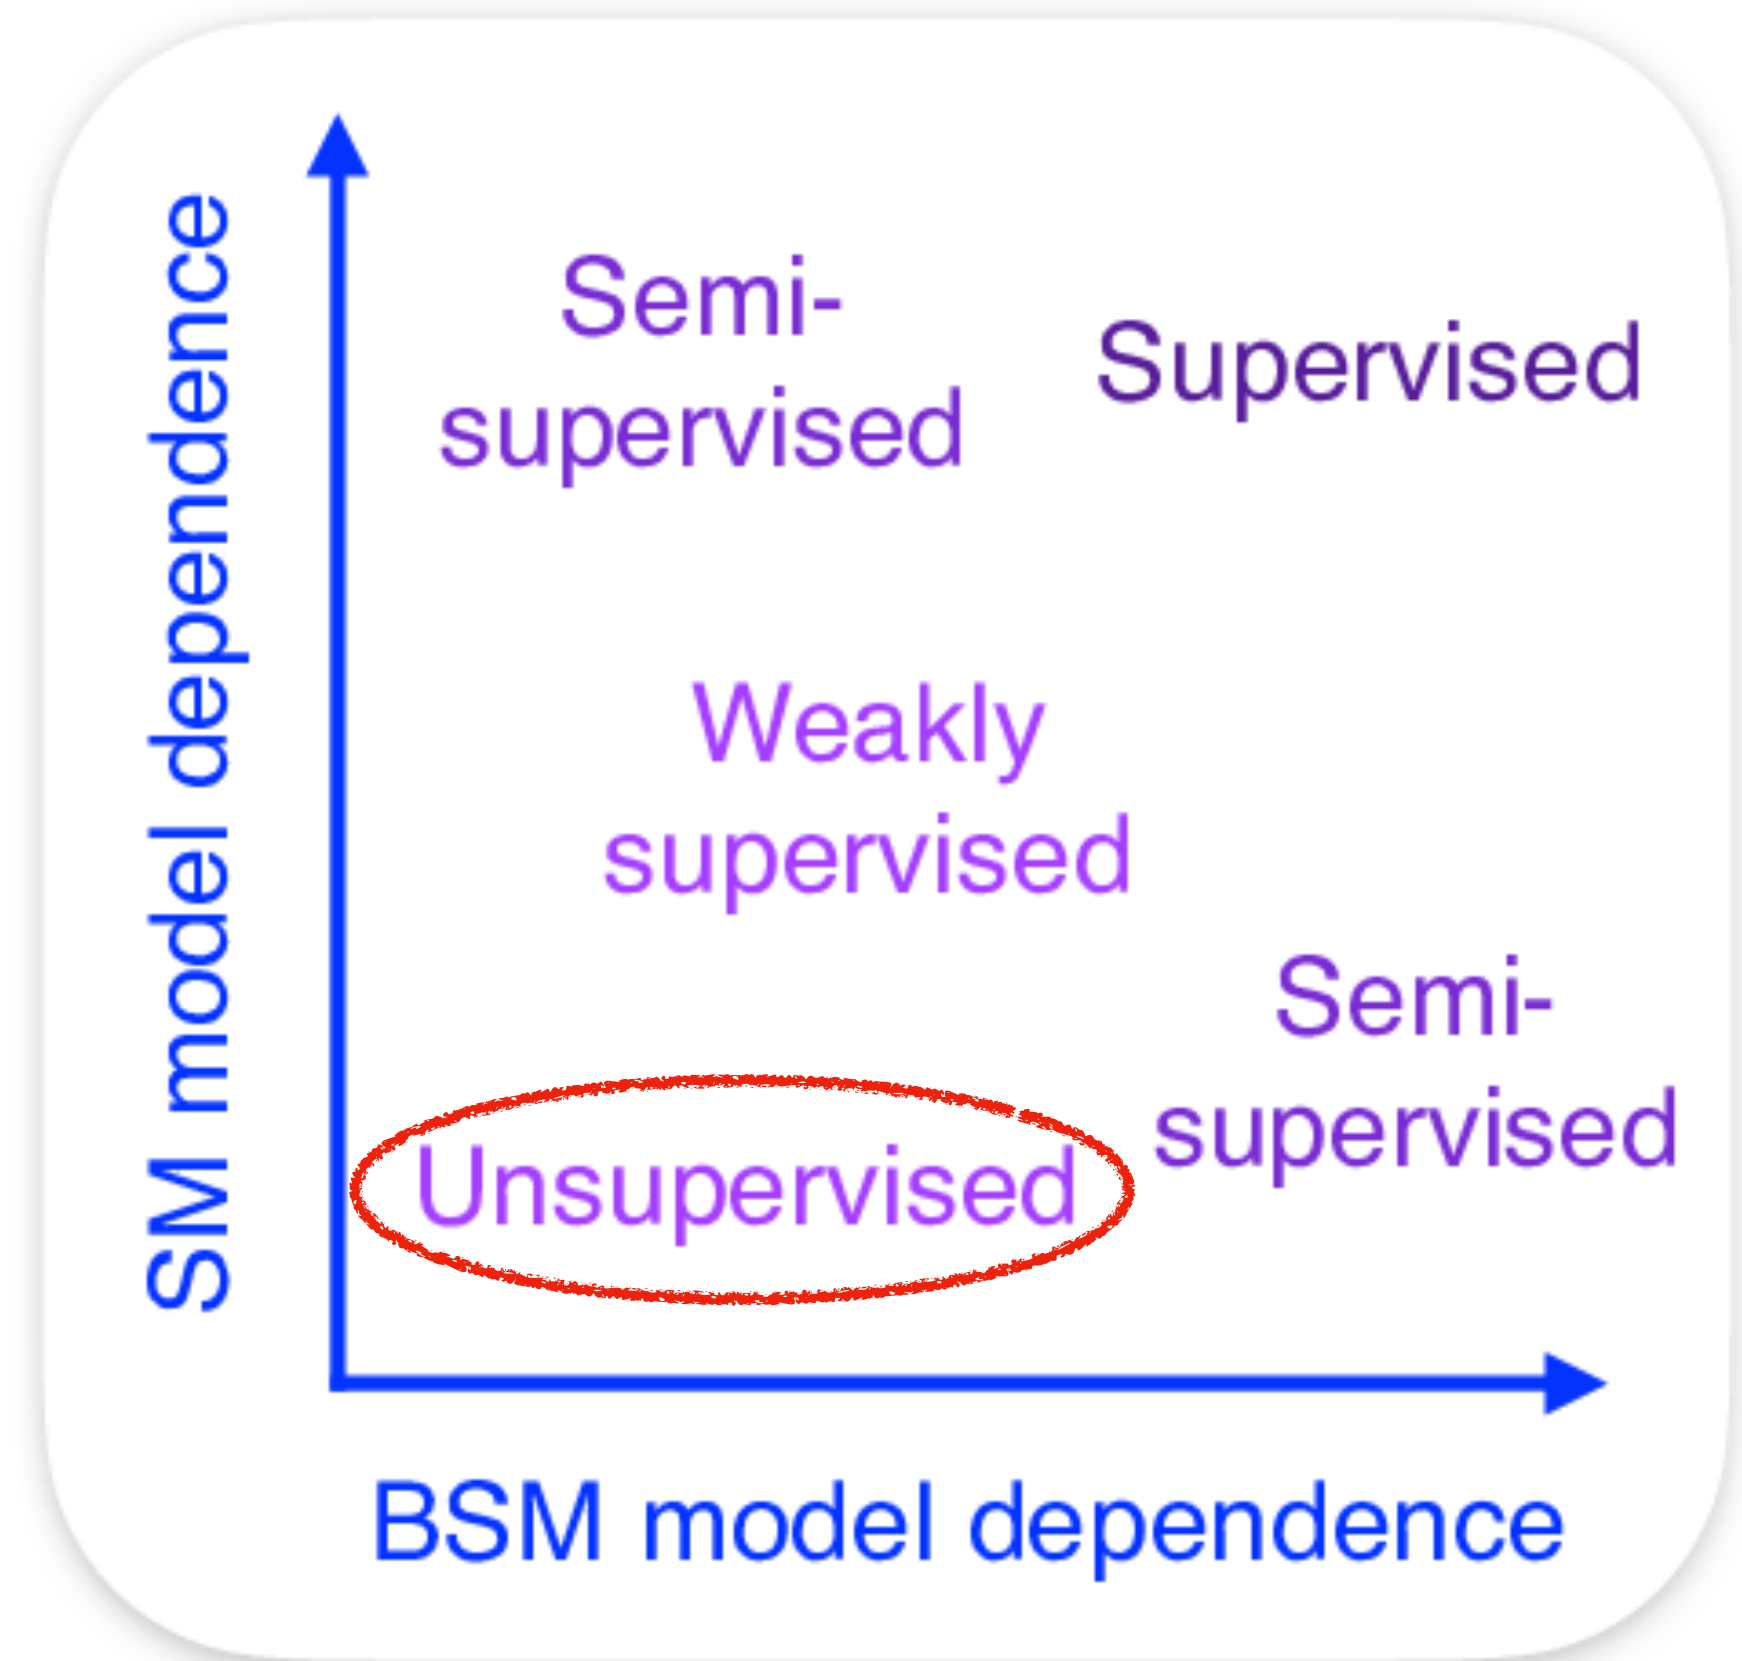 SM model dependence
Semi-
supervised
Supervised
Weakly
supervised
Semi-
supervised
Unsupervised
BSM model dependence